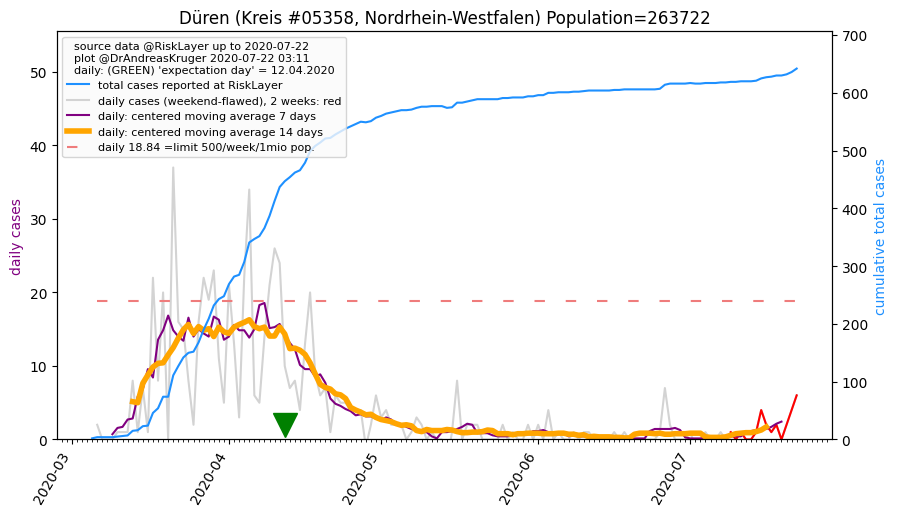 Düren (Kreis #05358, Nordrhein-Westfalen) Population=263722
source data @RiskLayer up to 2020-07-22
plot @DrAndreasKruger 2020-07-22 03:11
daily: (GREEN) 'expectation day' = 12.04.2020
total cases reported at RiskLayer
daily cases (weekend-flawed), 2 weeks: red
daily: centered moving average 7 days
daily: centered moving average 14 days
daily 18.84 =limit 500/week/1mio pop.
daily cases
50
40
30
20
10
0
cumulative total cases
700
600
500
400
300
200
100
0
2020-03
2020-04
2020-05
2020-06
2020-07